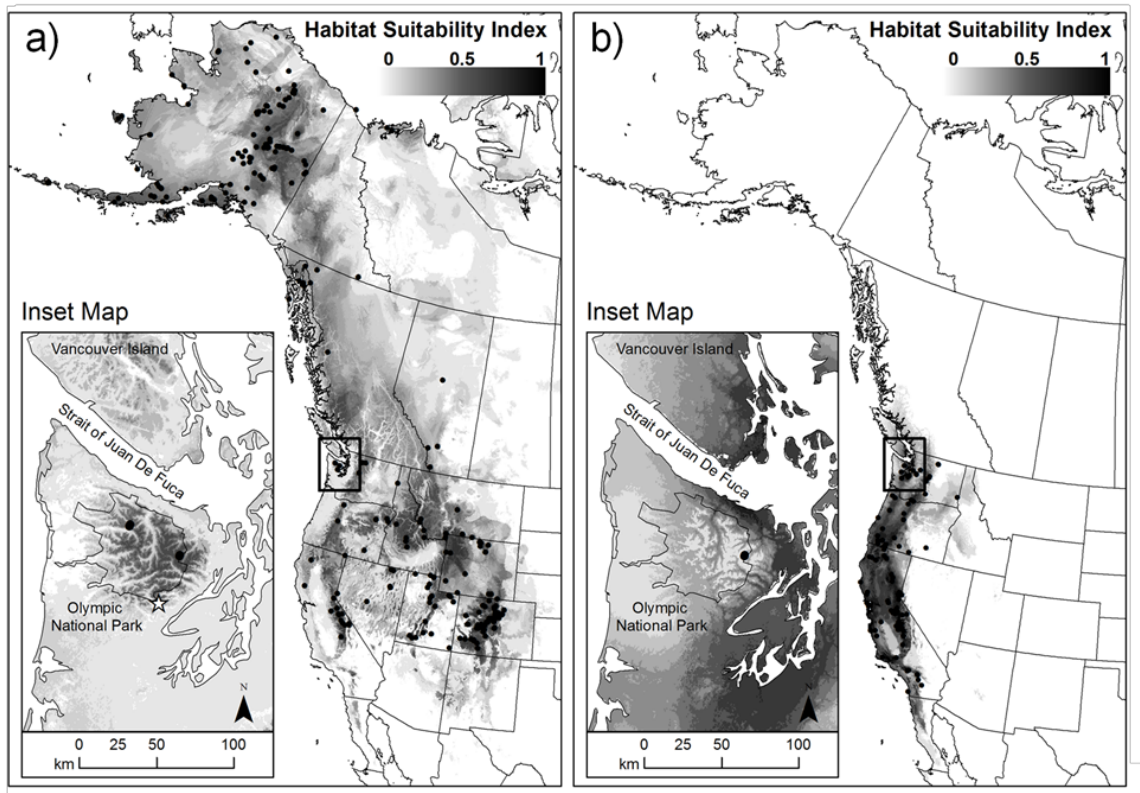 a)
Habitat Suitability Index
0 0.5 1
Inset Map
Vancouver Island
Strait of Juan De Fuca
Olympic
National Park
N
0 25 50 100
km
b)
Habitat Suitability Index
0 0.5 1
Inset Map
Vancouver Island
Strait of Juan De Fuca
Olympic
National Park
N
0 25 50 100
km